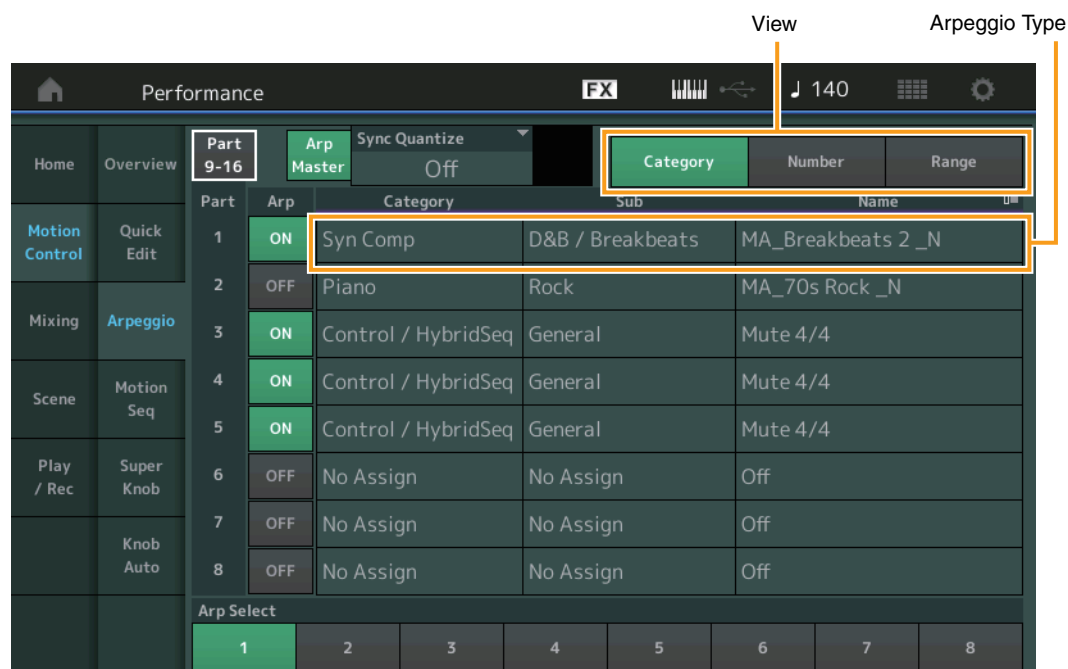 View Arpeggio Type
Performance FX 140
Home Overview Part 9-16 Arp Master Sync Quantize Off Category Number Range
Part Arp Category Sub Name
Motion Control Quick Edit 1 ON Syn Comp D&B / Breakbeats MA_Breakbeats 2 _N
2 OFF Piano Rock MA_70s Rock _N
Mixing Arpeggio 3 ON Control / HybridSeq General Mute 4/4
Scene Motion Seq 4 ON Control / HybridSeq General Mute 4/4
5 ON Control / HybridSeq General Mute 4/4
Play / Rec Super Knob 6 OFF No Assign No Assign Off
7 OFF No Assign No Assign Off
Knob Auto 8 OFF No Assign No Assign Off
Arp Select
1 2 3 4 5 6 7 8